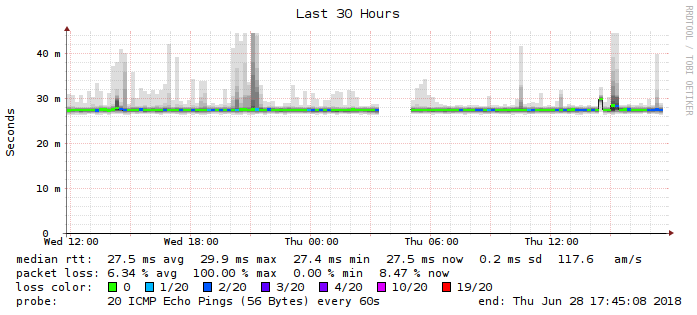 Last 30 Hours
RRDTOOL / TOBI OETIKER
Seconds
40 m
30 m
20 m
10 m
0
Wed 12:00 Wed 18:00 Thu 00:00 Thu 06:00 Thu 12:00
median rtt: 27.5 ms avg 29.9 ms max 27.4 ms min 27.5 ms now 0.2 ms sd 117.6 am/s
packet loss: 6.34 % avg 100.00 % max 0.00 % min 8.47 % now
loss color: 0 1/20 2/20 3/20 4/20 10/20 19/20
probe: 20 ICMP Echo Pings (56 Bytes) every 60s end: Thu Jun 28 17:45:08 2018